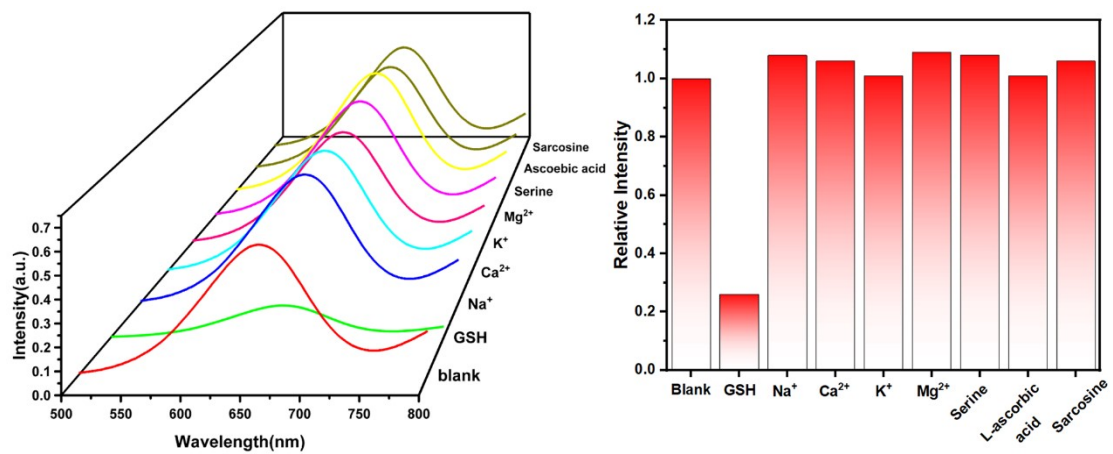 Intensity(a.u.)
0.7
0.6
0.5
0.4
0.3
0.2
0.1
0.0
500 550 600 650 700 750 800
Wavelength(nm)
Sarcosine
Ascoebic acid
Serine
Mg²⁺
K⁺
Ca²⁺
Na⁺
GSH
blank
Relative Intensity
1.2
1.0
0.8
0.6
0.4
0.2
0.0
Blank GSH Na⁺ Ca²⁺ K⁺ Mg²⁺ Serine L-ascorbic acid Sarcosine